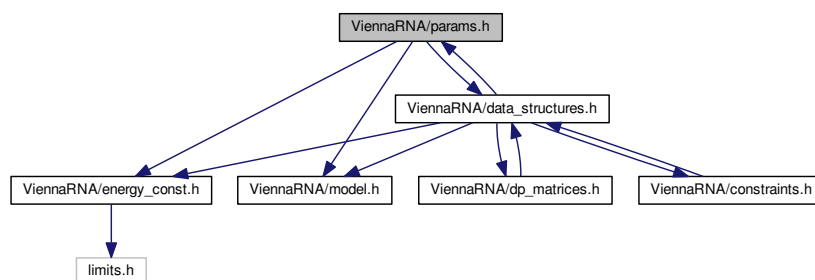 ViennaRNA/params.h
ViennaRNA/data_structures.h
ViennaRNA/energy_const.h
ViennaRNA/model.h
ViennaRNA/dp_matrices.h
ViennaRNA/constraints.h
limits.h